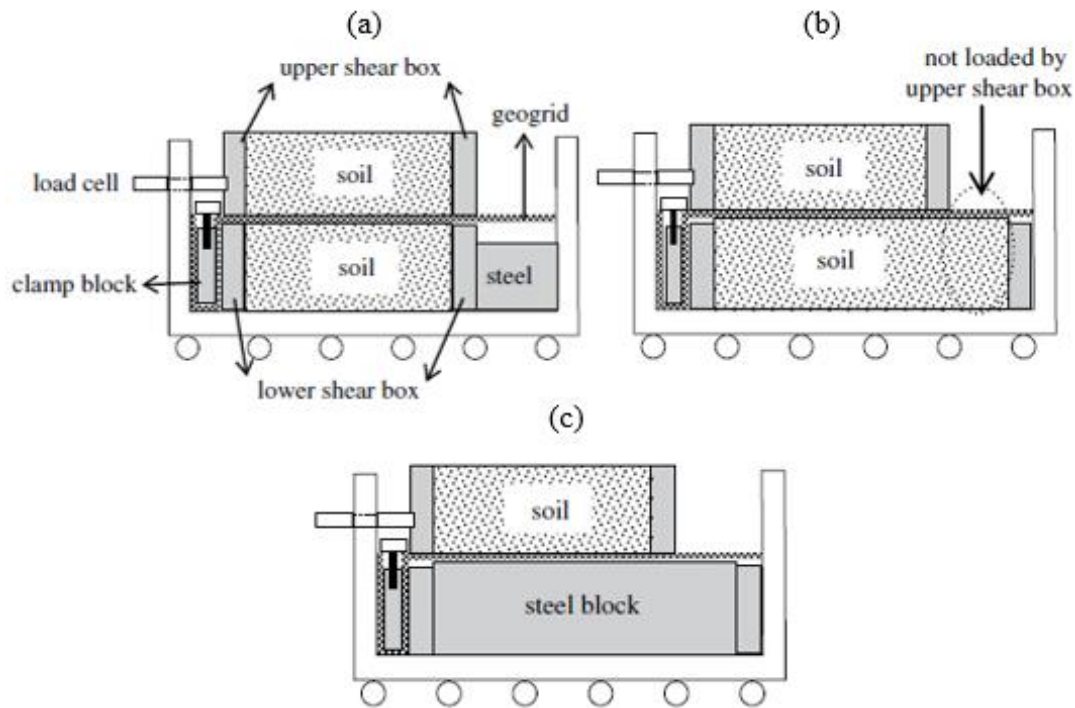 (a)
upper shear box
geogrid
soil
load cell
soil
clamp block
steel
lower shear box
(b)
not loaded by
upper shear box
soil
soil
(c)
soil
steel block